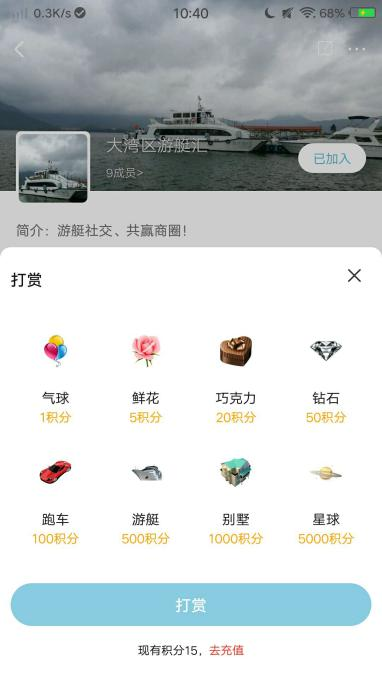 0.3K/s 10:40 68%
大湾区游艇汇
9成员>
已加入
简介：游艇社交、共赢商圈！
打赏
气球 鲜花 巧克力 钻石
1积分 5积分 20积分 50积分
跑车 游艇 别墅 星球
100积分 500积分 1000积分 5000积分
打赏
现有积分15，去充值